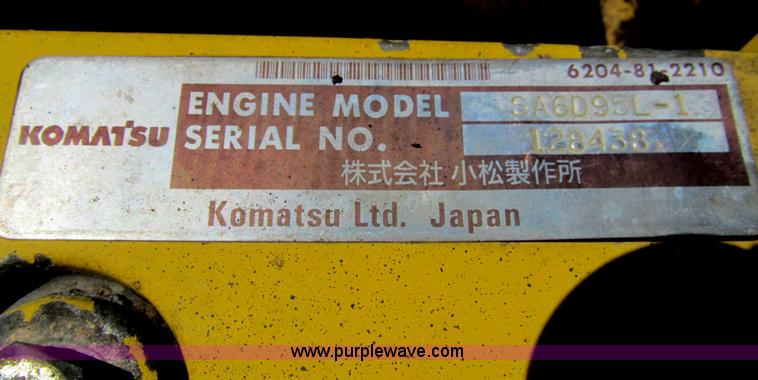 6204-81-2210
ENGINE MODEL SA6D95L-1
KOMATSU SERIAL NO. 128438
株式会社 小松製作所
Komatsu Ltd. Japan
www.purplewave.com